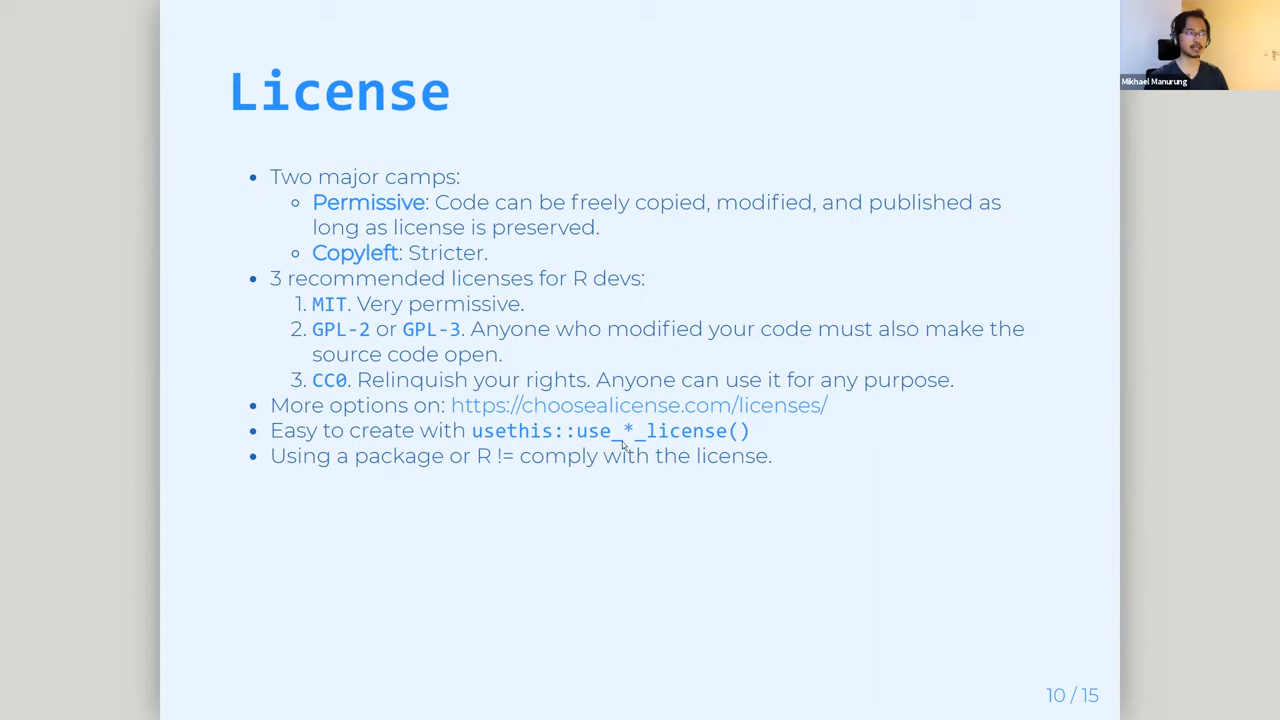 License
Mikhael Manurung
• Two major camps:
◦ Permissive: Code can be freely copied, modified, and published as
long as license is preserved.
◦ Copyleft: Stricter.
• 3 recommended licenses for R devs:
1. MIT. Very permissive.
2. GPL-2 or GPL-3. Anyone who modified your code must also make the
source code open.
3. CC0. Relinquish your rights. Anyone can use it for any purpose.
• More options on: https://choosealicense.com/licenses/
• Easy to create with usethis::use_*_license()
• Using a package or R != comply with the license.
10 / 15